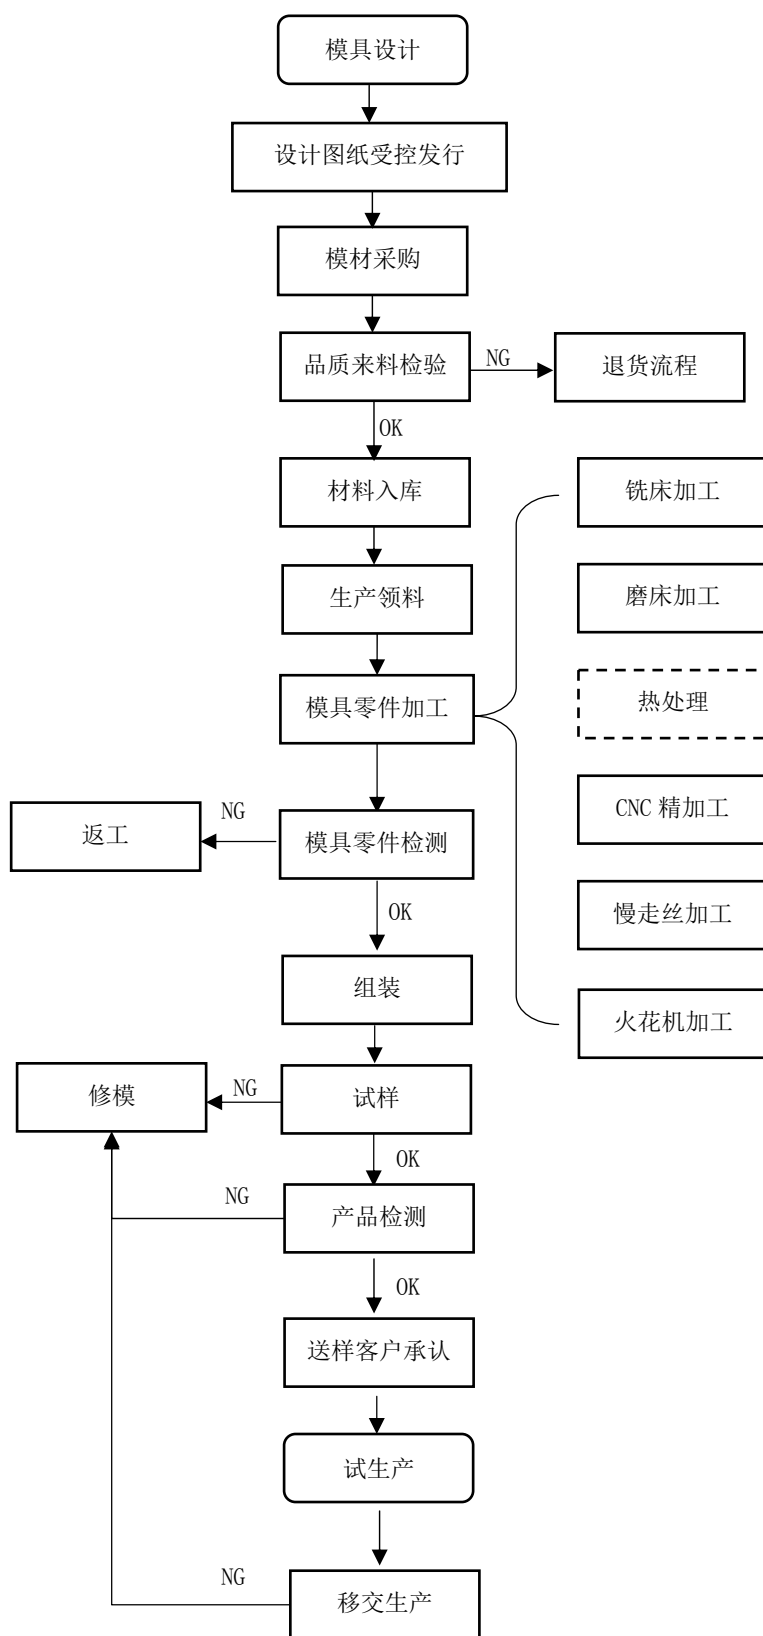 模具设计
设计图纸受控发行
模材采购
品质来料检验
NG
退货流程
OK
材料入库
铣床加工
生产领料
磨床加工
模具零件加工
热处理
NG
返工
模具零件检测
CNC 精加工
OK
慢走丝加工
组装
火花机加工
修模
NG
试样
OK
NG
产品检测
OK
送样客户承认
试生产
NG
移交生产